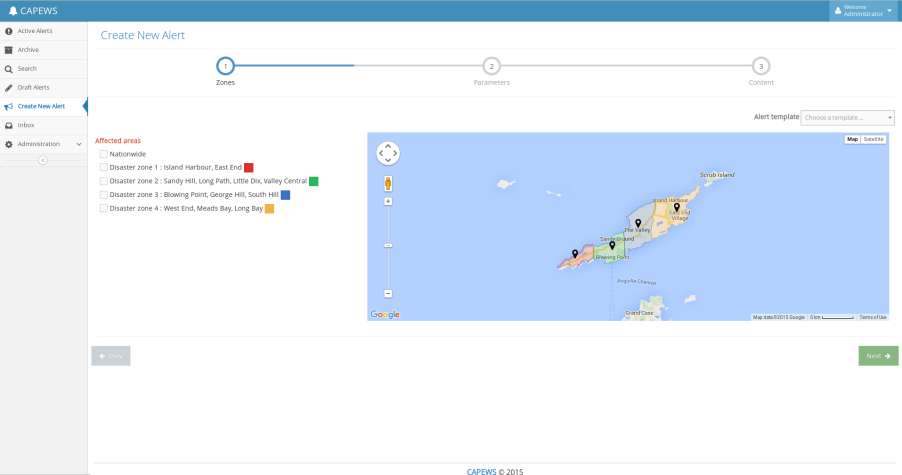 CAPEWS
Welcome
Administrator
Active Alerts
Archive
Search
Draft Alerts
Create New Alert
Inbox
Administration
Create New Alert
1
2
3
Zones
Parameters
Content
Alert template
Choose a template ...
Affected areas
Nationwide
Disaster zone 1 : Island Harbour, East End
Disaster zone 2 : Sandy Hill, Long Path, Little Dix, Valley Central
Disaster zone 3 : Blowing Point, George Hill, South Hill
Disaster zone 4 : West End, Meads Bay, Long Bay
Map
Satellite
Scrub Island
Island Harbour
East End
Village
The Valley
Sandy Ground
Blowing Point
Anguilla Channel
Grand Case
Google
Map data ©2015 Google
5 km
Terms of Use
Prev
Next
CAPEWS © 2015